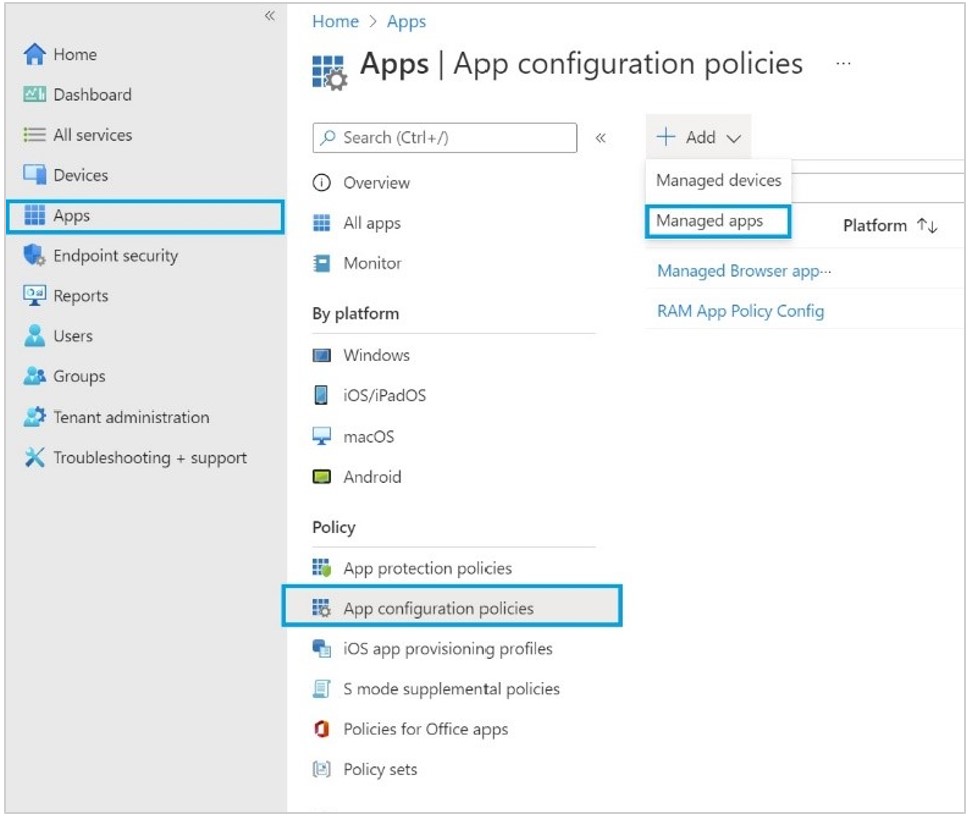 «
Home
Dashboard
All services
Devices
Apps
Endpoint security
Reports
Users
Groups
Tenant administration
Troubleshooting + support
Home > Apps
Apps | App configuration policies ...
Search (Ctrl+/) «
Overview
All apps
Monitor
By platform
Windows
iOS/iPadOS
macOS
Android
Policy
App protection policies
App configuration policies
iOS app provisioning profiles
S mode supplemental policies
Policies for Office apps
Policy sets
+ Add
Managed devices
Managed apps
Platform ↑↓
Managed Browser app...
RAM App Policy Config